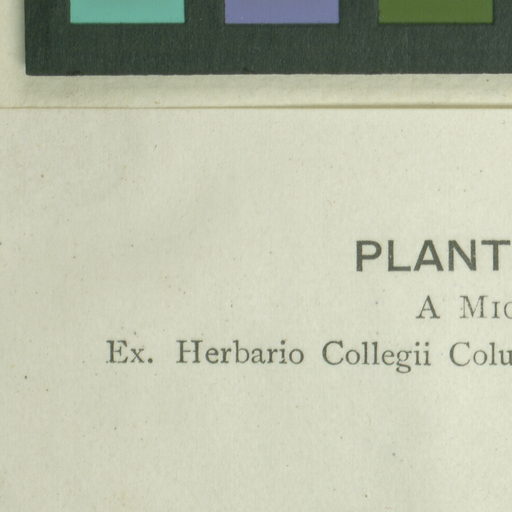 PLANT
A Mic
Ex. Herbario Collegii Colu